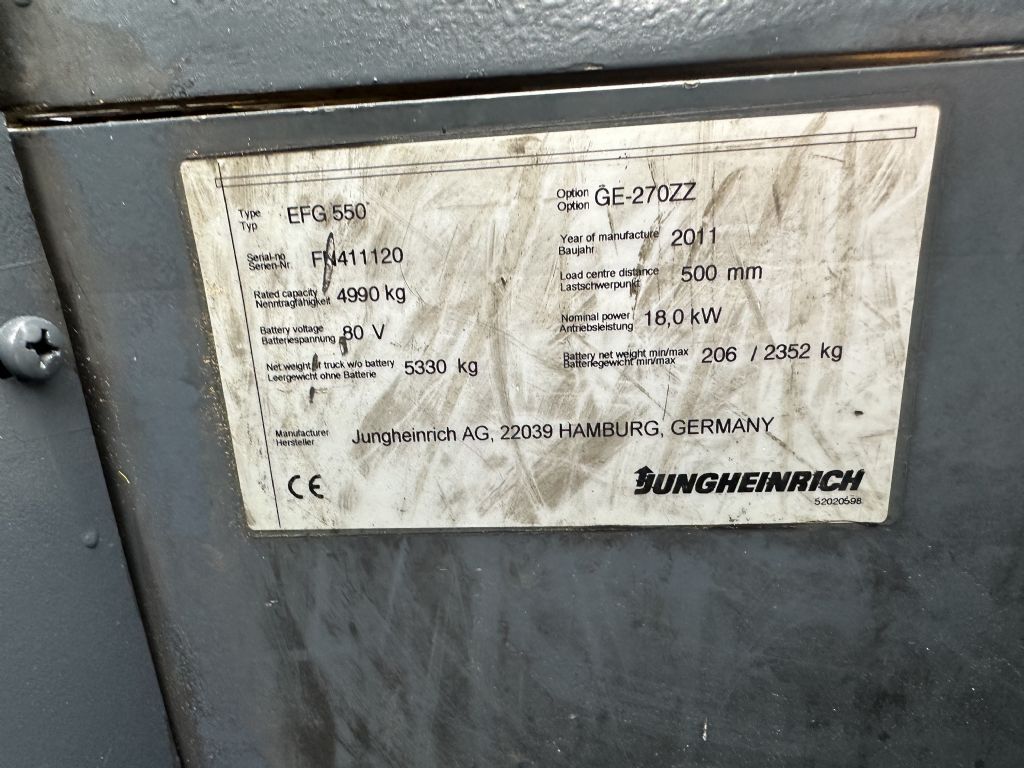 Type EFG 550
Typ
Option GE-270ZZ
Option
Serial-no FN411120
Serien-Nr.
Year of manufacture 2011
Baujahr
Rated capacity 4990 kg
Nenntragfähigkeit
Load centre distance 500 mm
Lastschwerpunkt
Battery voltage 80 V
Batteriespannung
Nominal power 18,0 kW
Antriebsleistung
Net weight of truck w/o battery 5330 kg
Leergewicht ohne Batterie
Battery net weight min/max 206 / 2352 kg
Batteriegewicht min/max
Manufacturer Jungheinrich AG, 22039 HAMBURG, GERMANY
Hersteller
CE
JUNGHEINRICH
52020598